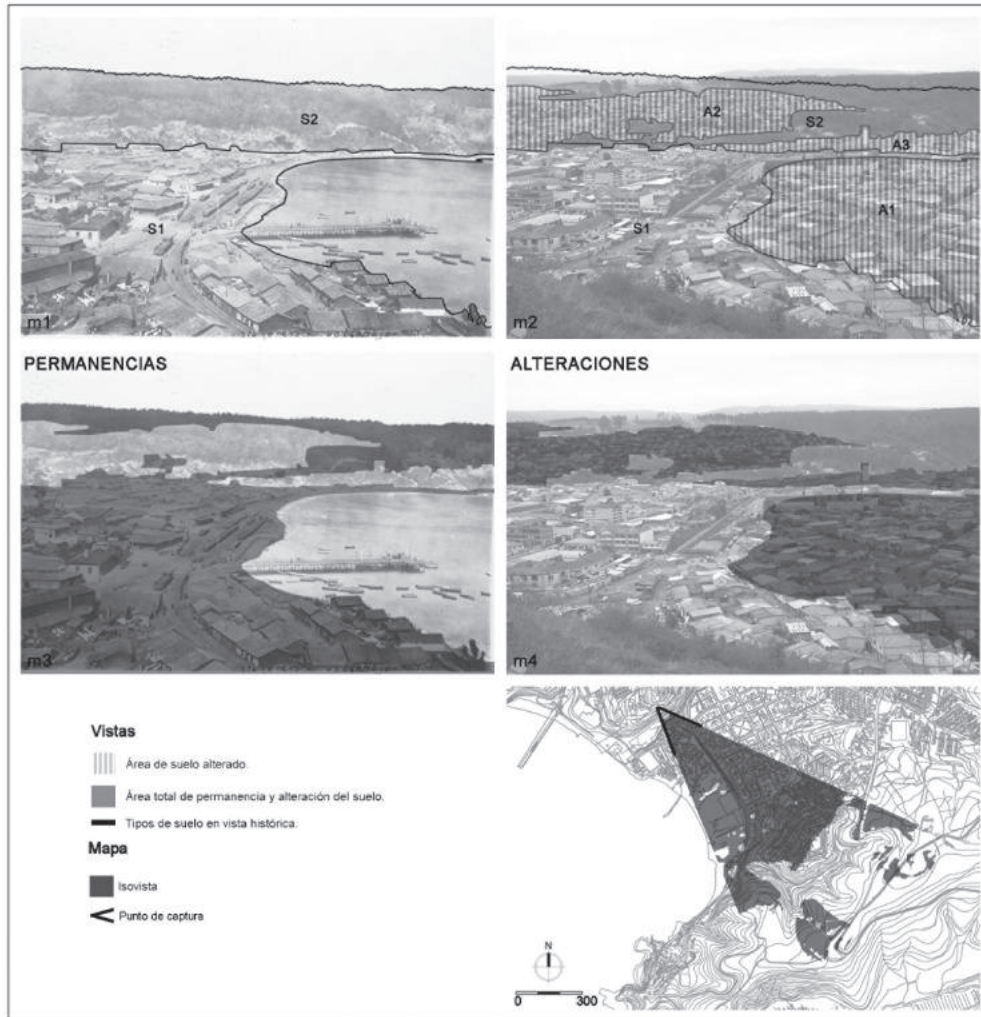 S2
S1
m1
A2
S2
A3
A1
S1
m2
PERMANENCIAS
ALTERACIONES
m3
m4
Vistas
Área de suelo alterado.
Área total de permanencia y alteración del suelo.
Tipos de suelo en vista histórica.
Mapa
Isovista
Punto de captura
N
0 300